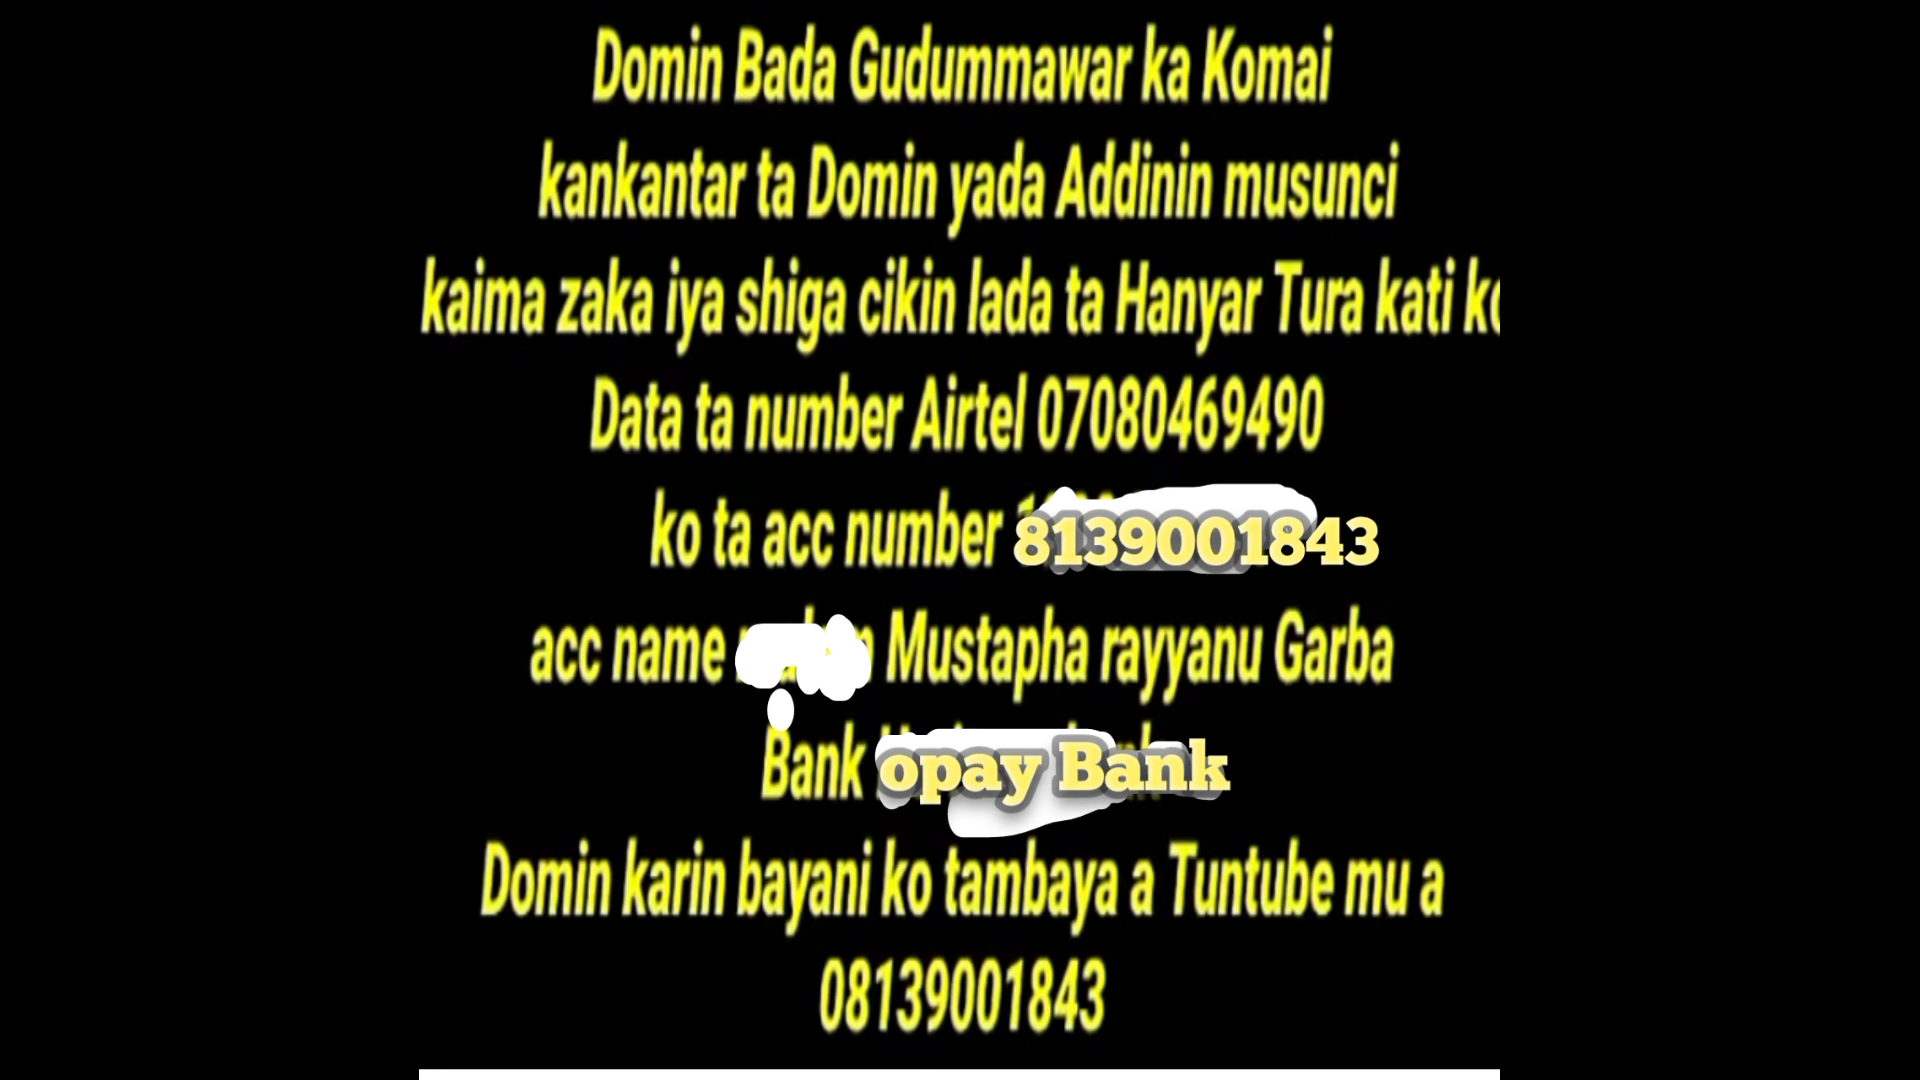 Domin Bada Gudummawar ka Komai
kankantar ta Domin yada Addinin musunci
kaima zaka iya shiga cikin lada ta Hanyar Tura kati
Data ta number Airtel 07080469490
ko ta acc number 8139001843
acc name Mustapha rayyanu Garba
Bank opay Bank
Domin karin bayani ko tambaya a Tuntube mu a
08139001843